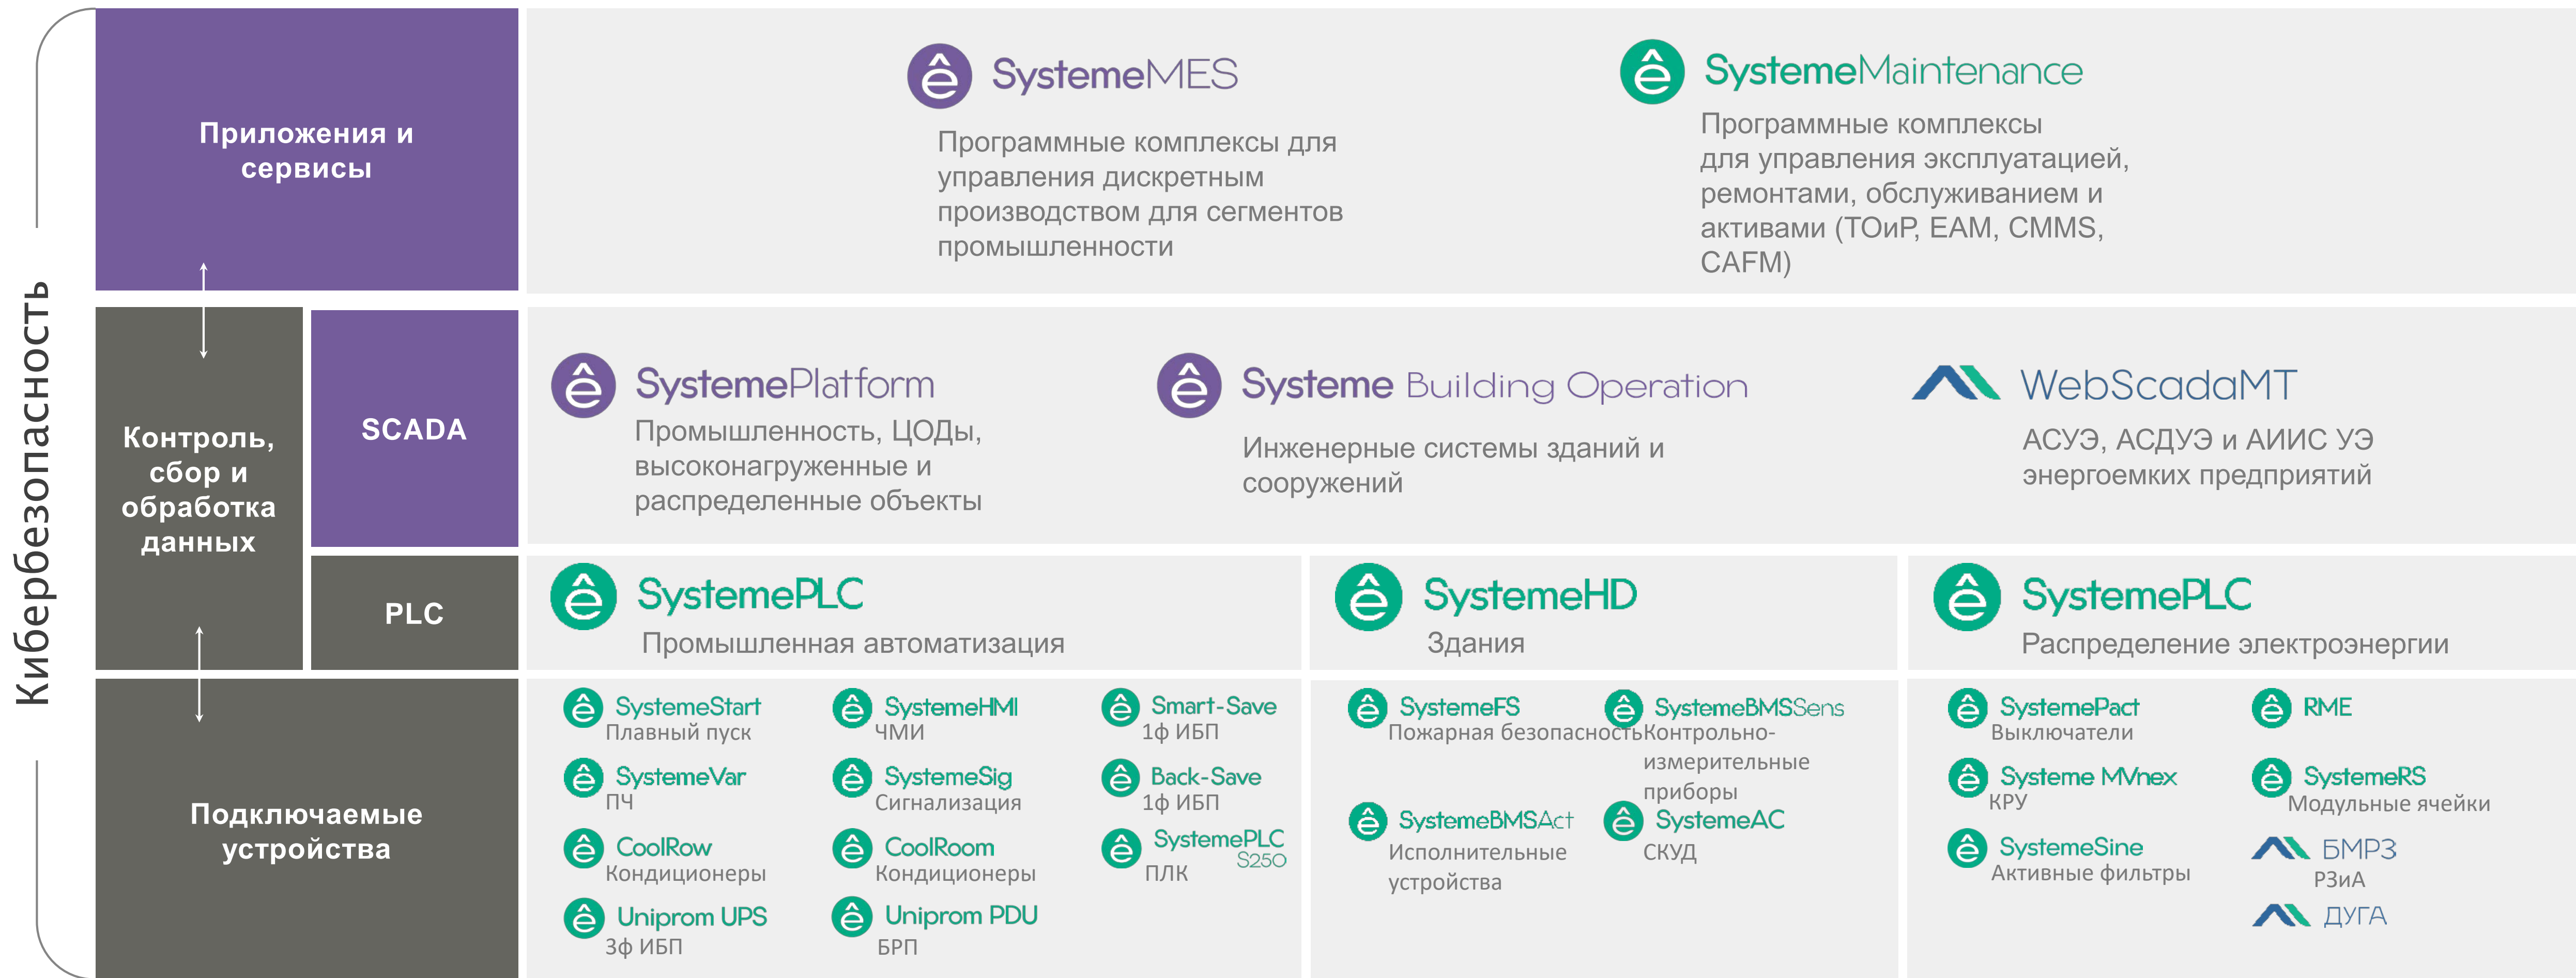 Кибербезопасность
Приложения и
сервисы
SystemeMES
Программные комплексы для
управления дискретным
производством для сегментов
промышленности
SystemeMaintenance
Программные комплексы
для управления эксплуатацией,
ремонтами, обслуживанием и
активами (ТОиР, EAM, CMMS,
CAFM)
Контроль,
сбор и
обработка
данных
SCADA
SystemePlatform
Промышленность, ЦОДы,
высоконагруженные и
распределенные объекты
Systeme Building Operation
Инженерные системы зданий и
сооружений
WebScadaMT
АСУЭ, АСДУЭ и АИИС УЭ
энергоемких предприятий
PLC
SystemePLC
Промышленная автоматизация
SystemeHD
Здания
SystemePLC
Распределение электроэнергии
Подключаемые
устройства
SystemeStart
Плавный пуск
SystemeHMI
ЧМИ
Smart-Save
1ф ИБП
SystemeVar
ПЧ
SystemeSig
Сигнализация
Back-Save
1ф ИБП
CoolRow
Кондиционеры
CoolRoom
Кондиционеры
SystemePLC
S250
ПЛК
Uniprom UPS
3ф ИБП
Uniprom PDU
БРП
SystemeFS
Пожарная безопасность
SystemeBMSSens
Контрольно-
измерительные
приборы
SystemeBMSAct
Исполнительные
устройства
SystemeAC
СКУД
SystemePact
Выключатели
RME
Systeme MVnex
КРУ
SystemeRS
Модульные ячейки
SystemeSine
Активные фильтры
БМРЗ
РЗиА
ДУГА